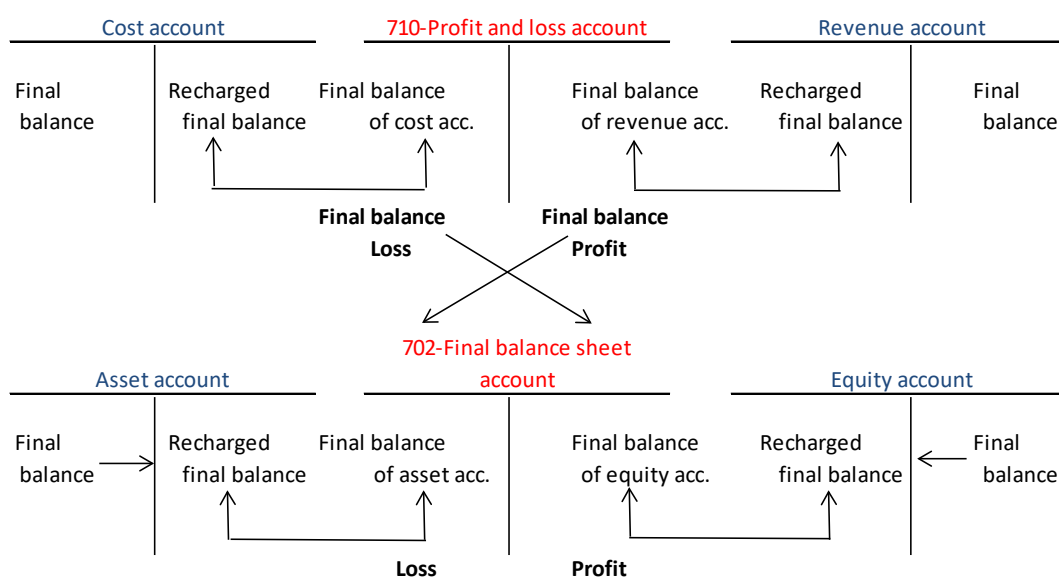 Cost account
710-Profit and loss account
Revenue account
Final
balance
Recharged
final balance
Final balance
of cost acc.
Final balance
of revenue acc.
Recharged
final balance
Final
balance
Final balance
Loss
Final balance
Profit
702-Final balance sheet
account
Asset account
Equity account
Final
balance
Recharged
final balance
Final balance
of asset acc.
Final balance
of equity acc.
Recharged
final balance
Final
balance
Loss
Profit